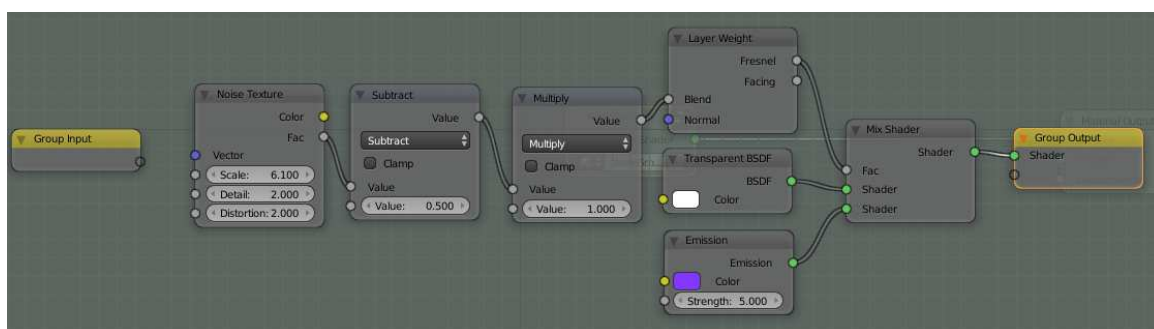 Group Input
Noise Texture
Color
Fac
Vector
Scale: 6.100
Detail: 2.000
Distortion: 2.000
Subtract
Value
Subtract
Clamp
Value
Value: 0.500
Multiply
Value
Multiply
Clamp
Value
Value: 1.000
Layer Weight
Fresnel
Facing
Blend
Normal
Transparent BSDF
BSDF
Color
Emission
Emission
Color
Strength: 5.000
Mix Shader
Shader
Fac
Shader
Shader
Group Output
Shader
Material Output